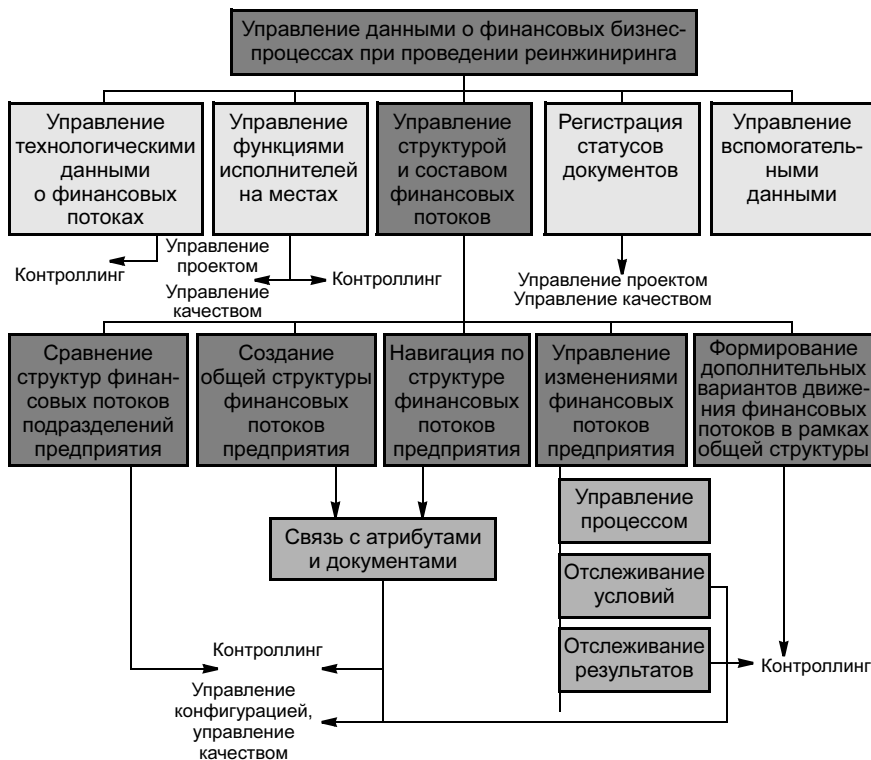 Управление данными о финансовых бизнес-
процессах при проведении реинжиниринга
Управление
технологическими
данными
о финансовых
потоках
Управление
функциями
исполнителей
на местах
Управление
структурой
и составом
финансовых
потоков
Регистрация
статусов
документов
Управление
вспомогатель-
ными
данными
Контроллинг
Управление
проектом
Управление
качеством
Контроллинг
Управление проектом
Управление качеством
Сравнение
структур финан-
совых потоков
подразделений
предприятия
Создание
общей структуры
финансовых
потоков
предприятия
Навигация по
структуре
финансовых
потоков
предприятия
Управление
изменениями
финансовых
потоков
предприятия
Формирование
дополнительных
вариантов движе-
ния финансовых
потоков в рамках
общей структуры
Связь с атрибутами
и документами
Управление
процессом
Отслеживание
условий
Отслеживание
результатов
Контроллинг
Контроллинг
Управление
конфигурацией,
управление
качеством